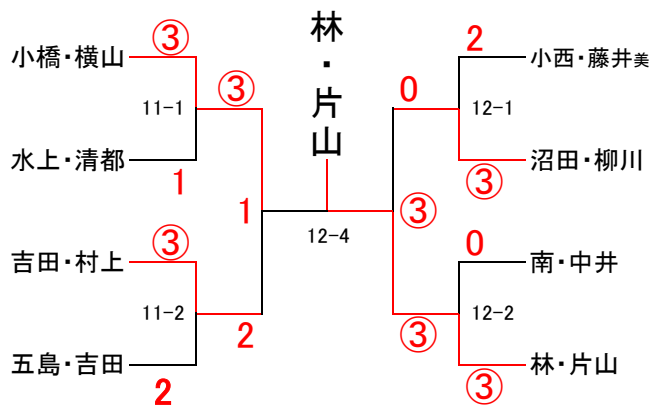 林・片山
③
小橋・横山
11-1
③
水上・清都
1
1
③
吉田・村上
11-2
2
五島・吉田
2
12-4
③
2
小西・藤井美
0
12-1
③
沼田・柳川
0
南・中井
12-2
③
③
林・片山